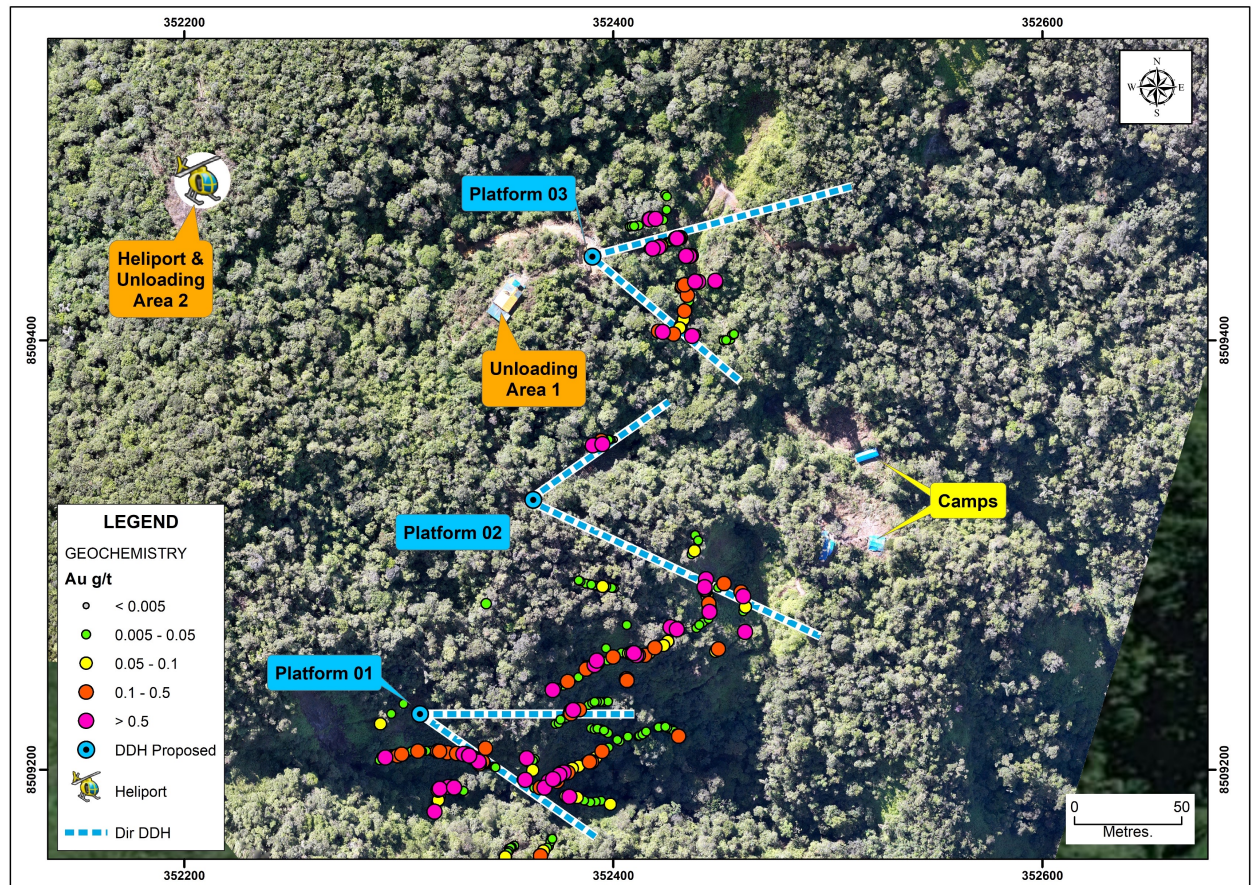 352200
352400
352600
N
W
E
S
Platform 03
Heliport &
Unloading
Area 2
8509400
8509400
Unloading
Area 1
Camps
Platform 02
LEGEND
GEOCHEMISTRY
Au g/t
< 0.005
0.005 - 0.05
0.05 - 0.1
0.1 - 0.5
> 0.5
DDH Proposed
Heliport
Dir DDH
Platform 01
8509200
8509200
0
50
Metres.
352200
352400
352600